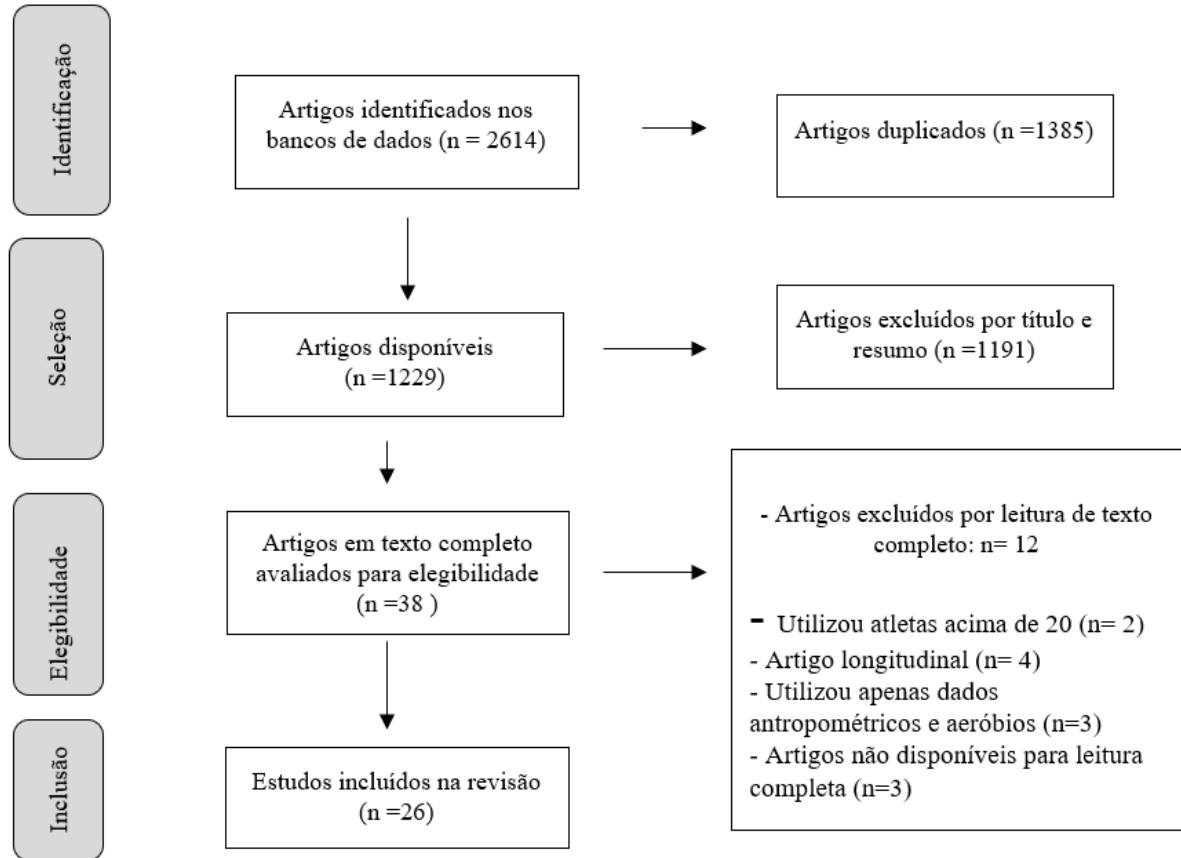 Identificação
Artigos identificados nos
bancos de dados (n = 2614)
Artigos duplicados (n =1385)
Seleção
Artigos disponíveis
(n =1229)
Artigos excluídos por título e
resumo (n =1191)
Elegibilidade
Artigos em texto completo
avaliados para elegibilidade
(n =38 )
- Artigos excluídos por leitura de texto
completo: n= 12
- Utilizou atletas acima de 20 (n= 2)
- Artigo longitudinal (n= 4)
- Utilizou apenas dados
antropométricos e aeróbios (n=3)
- Artigos não disponíveis para leitura
completa (n=3)
Inclusão
Estudos incluídos na revisão
(n =26)